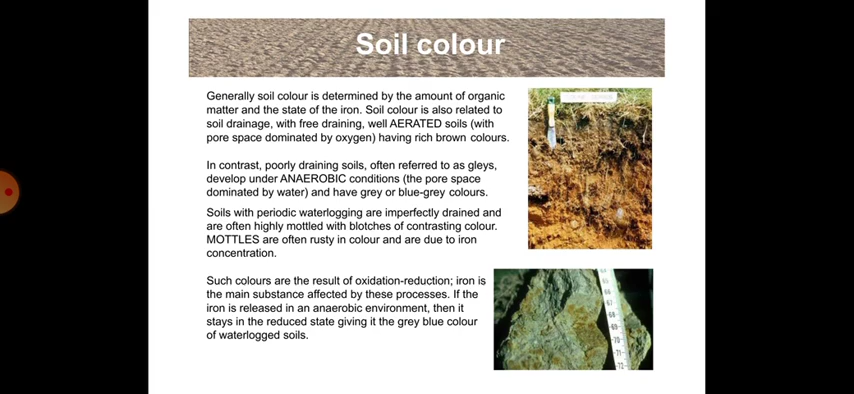 Soil colour
Generally soil colour is determined by the amount of organic
matter and the state of the iron. Soil colour is also related to
soil drainage, with free draining, well AERATED soils (with
pore space dominated by oxygen) having rich brown colours.
In contrast, poorly draining soils, often referred to as gleys,
develop under ANAEROBIC conditions (the pore space
dominated by water) and have grey or blue-grey colours.
Soils with periodic waterlogging are imperfectly drained and
are often highly mottled with blotches of contrasting colour.
MOTTLES are often rusty in colour and are due to iron
concentration.
Such colours are the result of oxidation-reduction; iron is
the main substance affected by these processes. If the
iron is released in an anaerobic environment, then it
stays in the reduced state giving it the grey blue colour
of waterlogged soils.
66
67
68
69
70
71
72